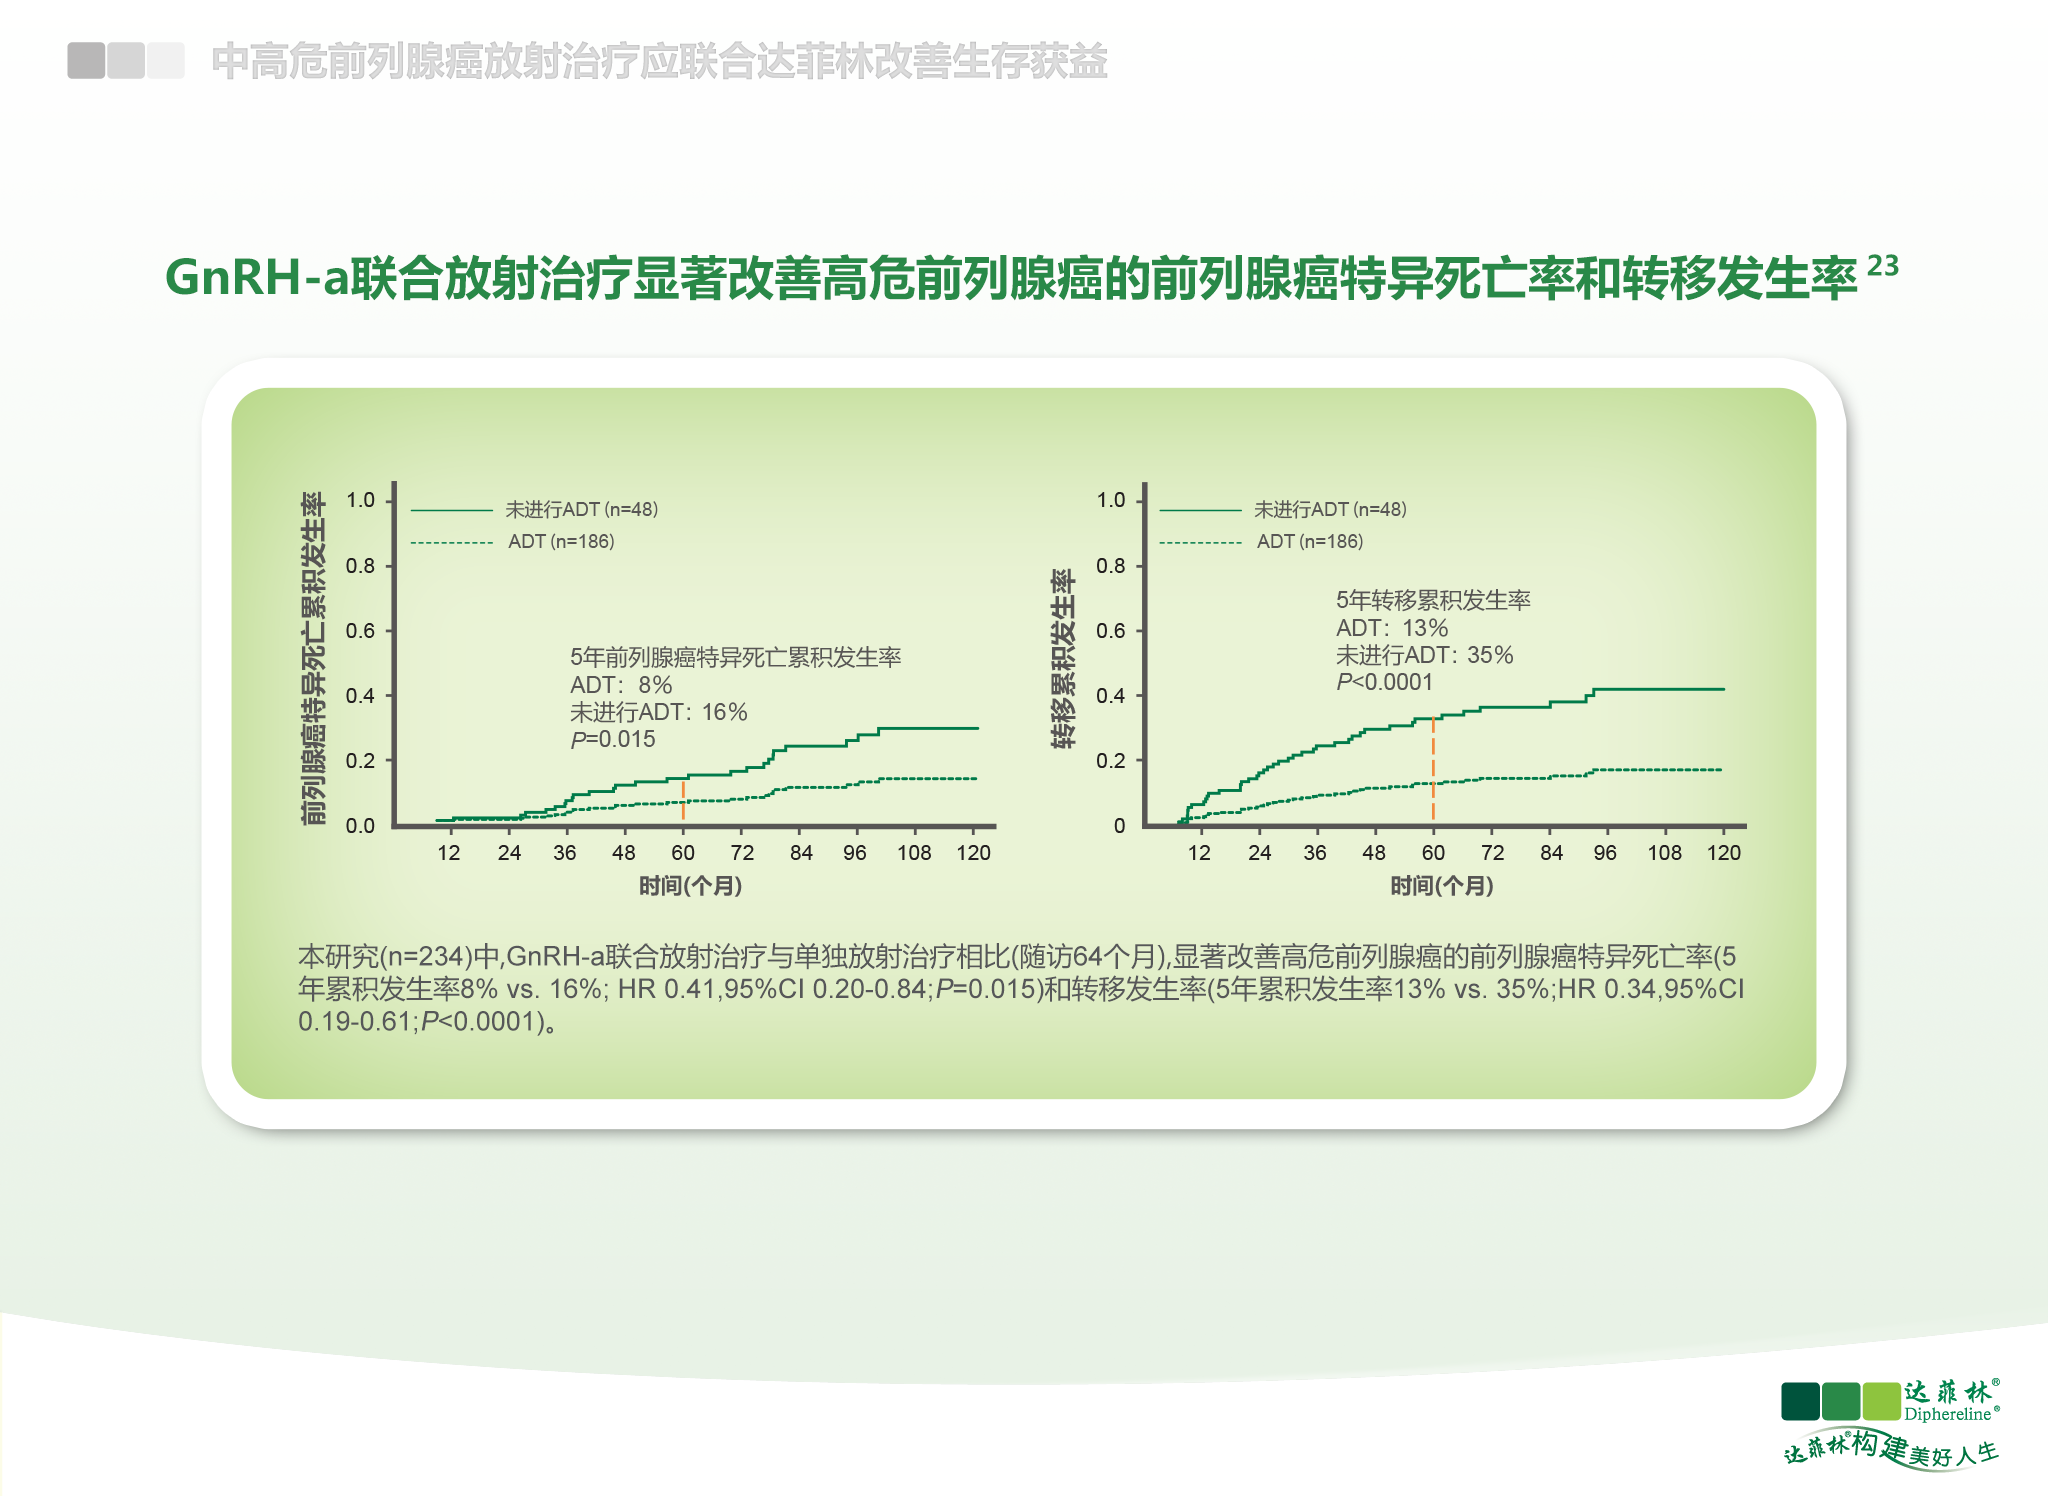 中高危前列腺癌放射治疗应联合达菲林改善生存获益
GnRH-a联合放射治疗显著改善高危前列腺癌的前列腺癌特异死亡率和转移发生率 23
前列腺癌特异死亡累积发生率
1.0
0.8
0.6
0.4
0.2
0.0
未进行ADT (n=48)
ADT (n=186)
5年前列腺癌特异死亡累积发生率
ADT：8%
未进行ADT：16%
P=0.015
12 24 36 48 60 72 84 96 108 120
时间(个月)
转移累积发生率
1.0
0.8
0.6
0.4
0.2
0
未进行ADT (n=48)
ADT (n=186)
5年转移累积发生率
ADT：13%
未进行ADT：35%
P<0.0001
12 24 36 48 60 72 84 96 108 120
时间(个月)
本研究(n=234)中,GnRH-a联合放射治疗与单独放射治疗相比(随访64个月),显著改善高危前列腺癌的前列腺癌特异死亡率(5
年累积发生率8% vs. 16%; HR 0.41,95%CI 0.20-0.84;P=0.015)和转移发生率(5年累积发生率13% vs. 35%;HR 0.34,95%CI
0.19-0.61;P<0.0001)。
达菲林®
Diphereline®
达菲林®构建美好人生